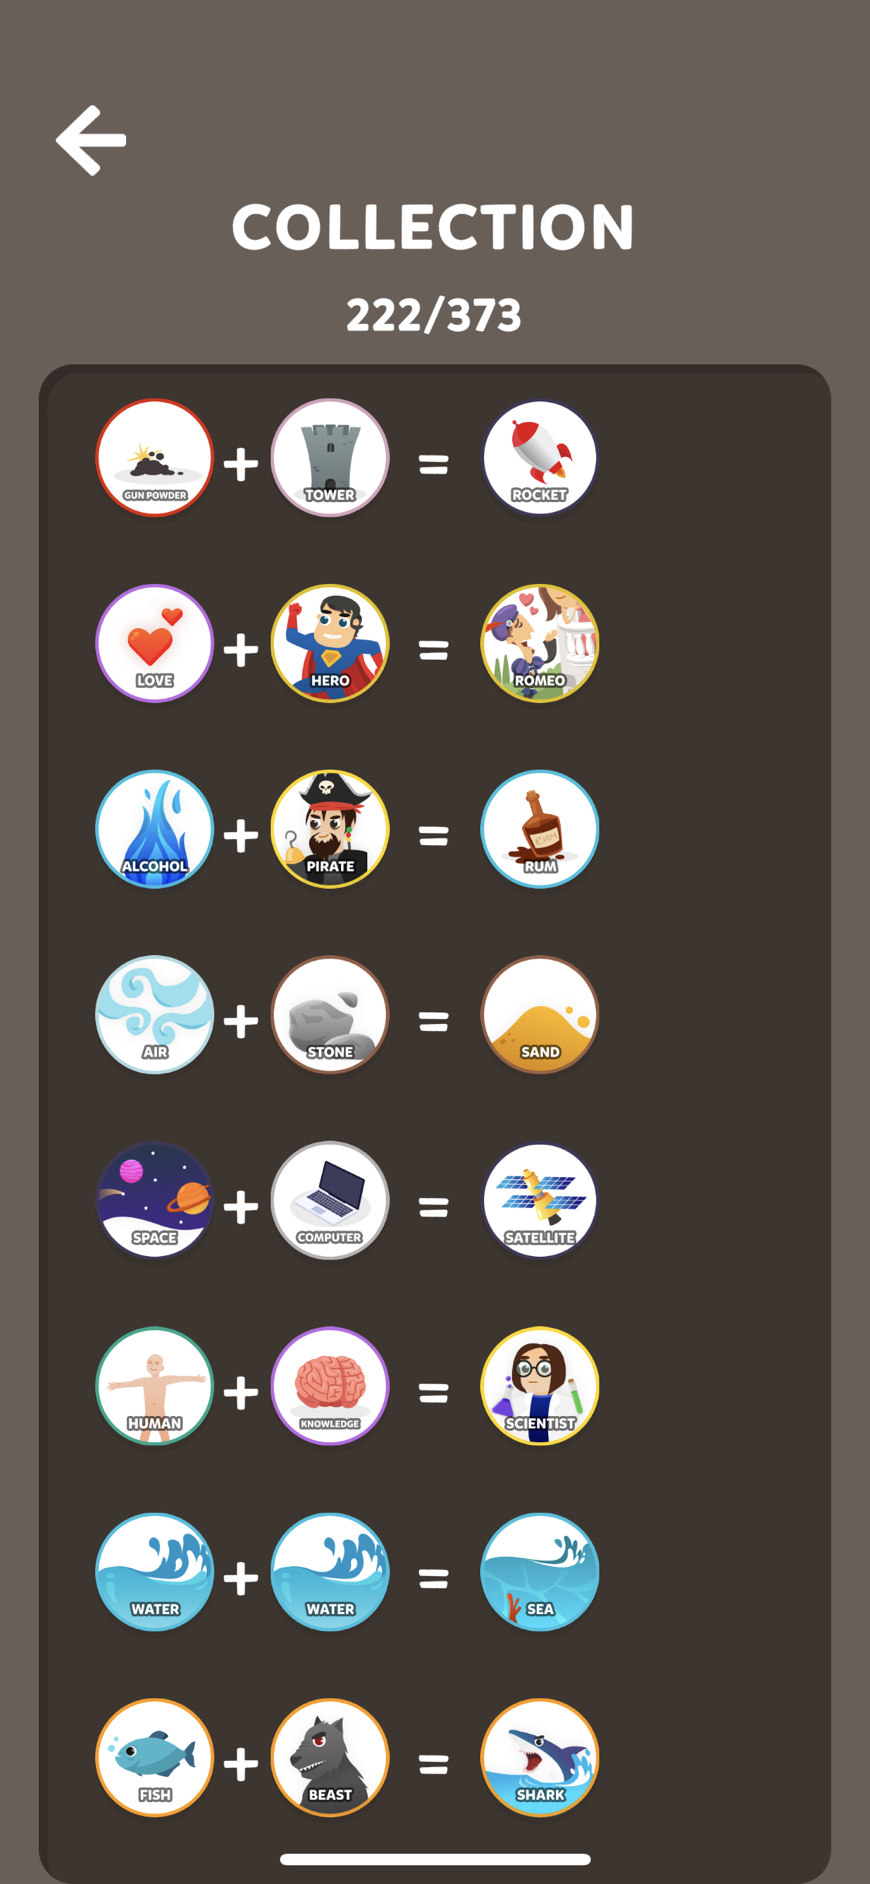 COLLECTION
222/373
GUN POWDER + TOWER = ROCKET
LOVE + HERO = ROMEO
ALCOHOL + PIRATE = RUM
AIR + STONE = SAND
SPACE + COMPUTER = SATELLITE
HUMAN + KNOWLEDGE = SCIENTIST
WATER + WATER = SEA
FISH + BEAST = SHARK